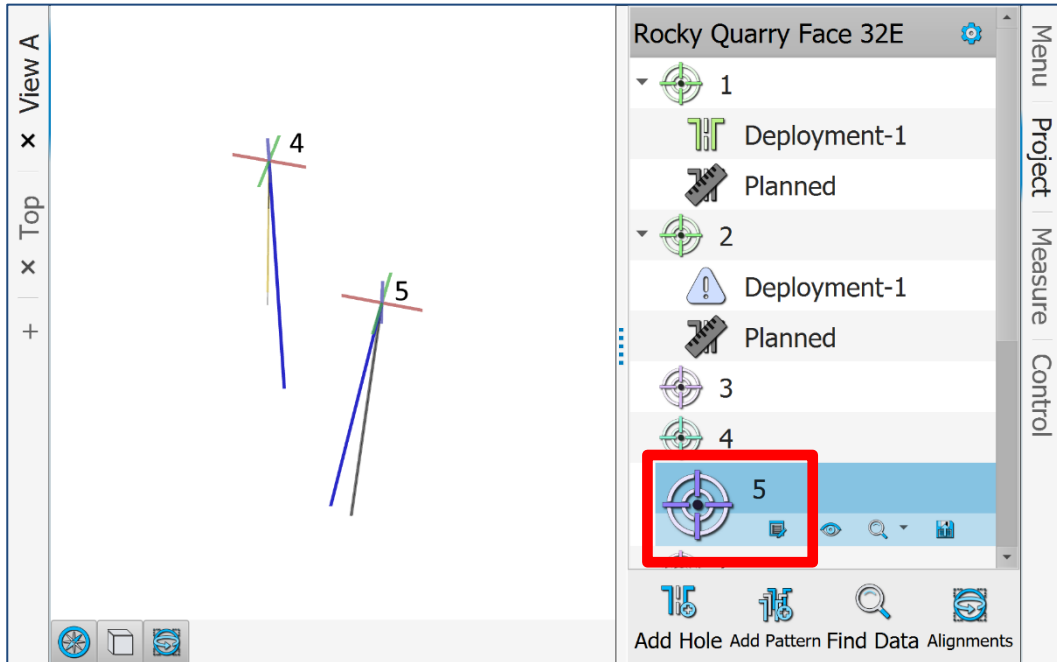 View A
×
Top
×
+
4
5
Rocky Quarry Face 32E
1
Deployment-1
Planned
2
Deployment-1
Planned
3
4
5
Add Hole
Add Pattern
Find Data
Alignments
Menu
Project
Measure
Control